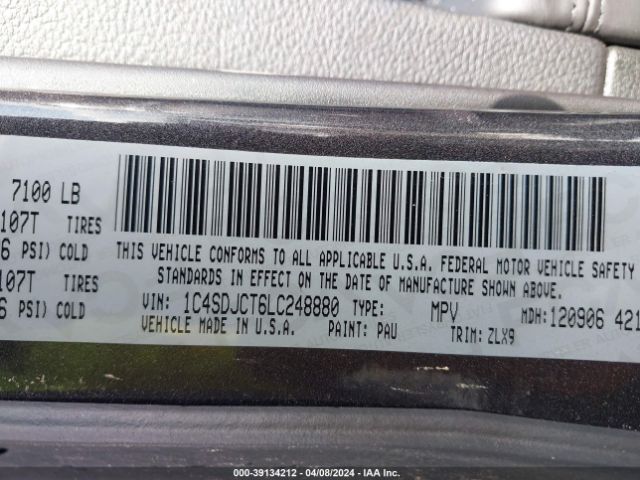 7100 LB
107T TIRES
6 PSI) COLD
107T TIRES
6 PSI) COLD
THIS VEHICLE CONFORMS TO ALL APPLICABLE U.S.A. FEDERAL MOTOR VEHICLE SAFETY
STANDARDS IN EFFECT ON THE DATE OF MANUFACTURE SHOWN ABOVE.
VIN: 1C4SDJCT6LC248880 TYPE: MPV MDH: 120906 421
VEHICLE MADE IN U.S.A. PAINT: PAU TRIM: ZLX9
000-39134212 - 04/08/2024 - IAA Inc.